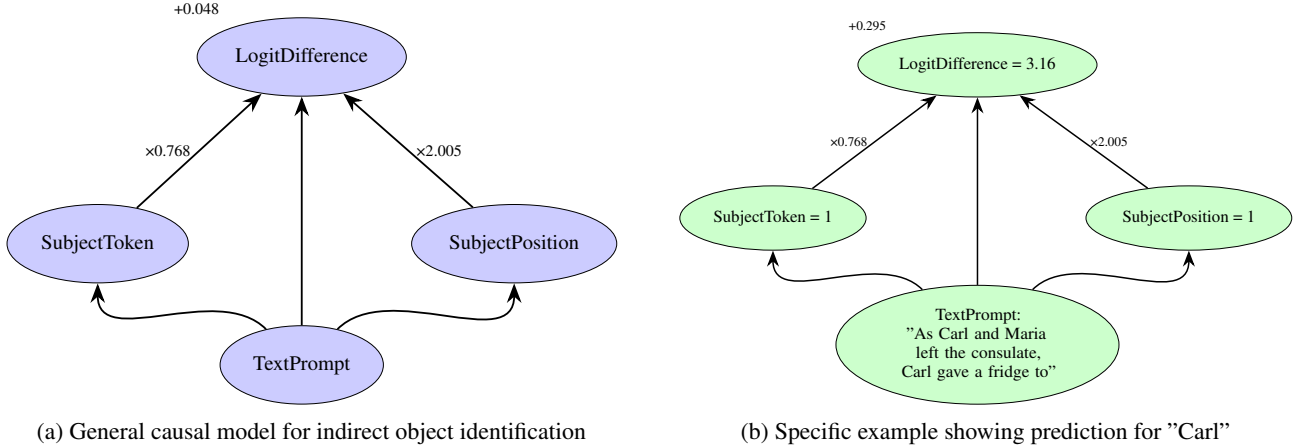 +0.048
LogitDifference
×0.768
×2.005
SubjectToken
SubjectPosition
TextPrompt
(a) General causal model for indirect object identification
+0.295
LogitDifference = 3.16
×0.768
×2.005
SubjectToken = 1
SubjectPosition = 1
TextPrompt:
”As Carl and Maria
left the consulate,
Carl gave a fridge to”
(b) Specific example showing prediction for ”Carl”